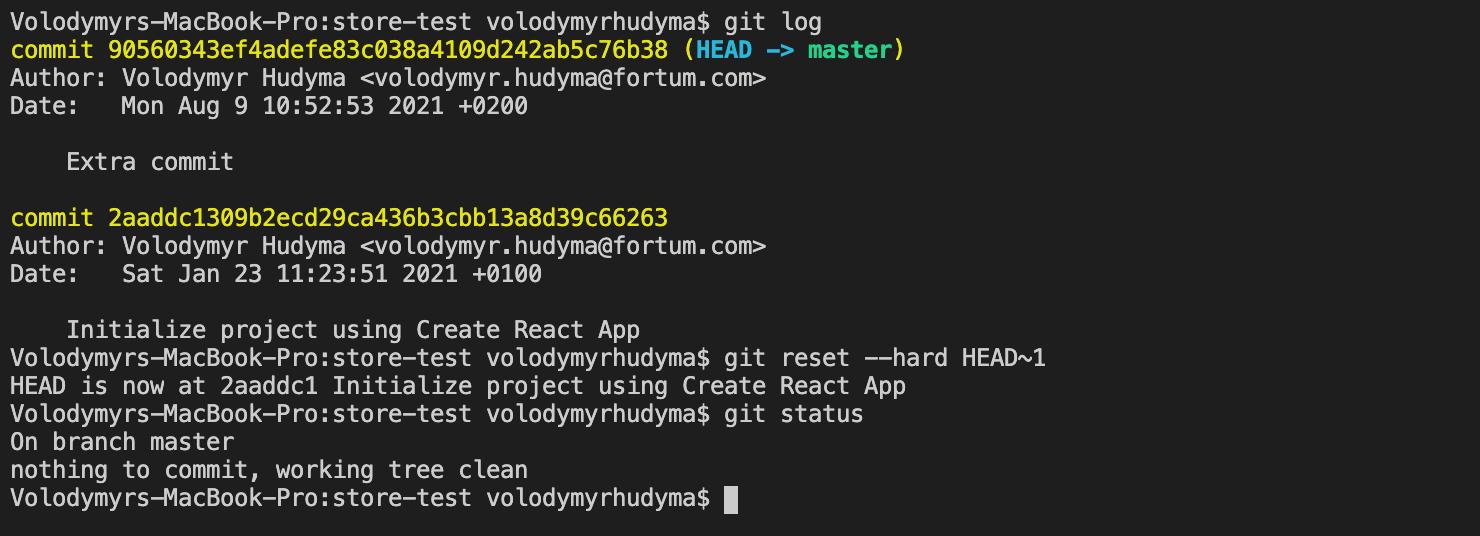 Volodymyrs-MacBook-Pro:store-test volodymyrhudyma$ git log
commit 90560343ef4adefe83c038a4109d242ab5c76b38 (HEAD -> master)
Author: Volodymyr Hudyma <volodymyr.hudyma@fortum.com>
Date:   Mon Aug 9 10:52:53 2021 +0200
    Extra commit
commit 2aaddc1309b2ecd29ca436b3cbb13a8d39c66263
Author: Volodymyr Hudyma <volodymyr.hudyma@fortum.com>
Date:   Sat Jan 23 11:23:51 2021 +0100
    Initialize project using Create React App
Volodymyrs-MacBook-Pro:store-test volodymyrhudyma$ git reset --hard HEAD~1
HEAD is now at 2aaddc1 Initialize project using Create React App
Volodymyrs-MacBook-Pro:store-test volodymyrhudyma$ git status
On branch master
nothing to commit, working tree clean
Volodymyrs-MacBook-Pro:store-test volodymyrhudyma$